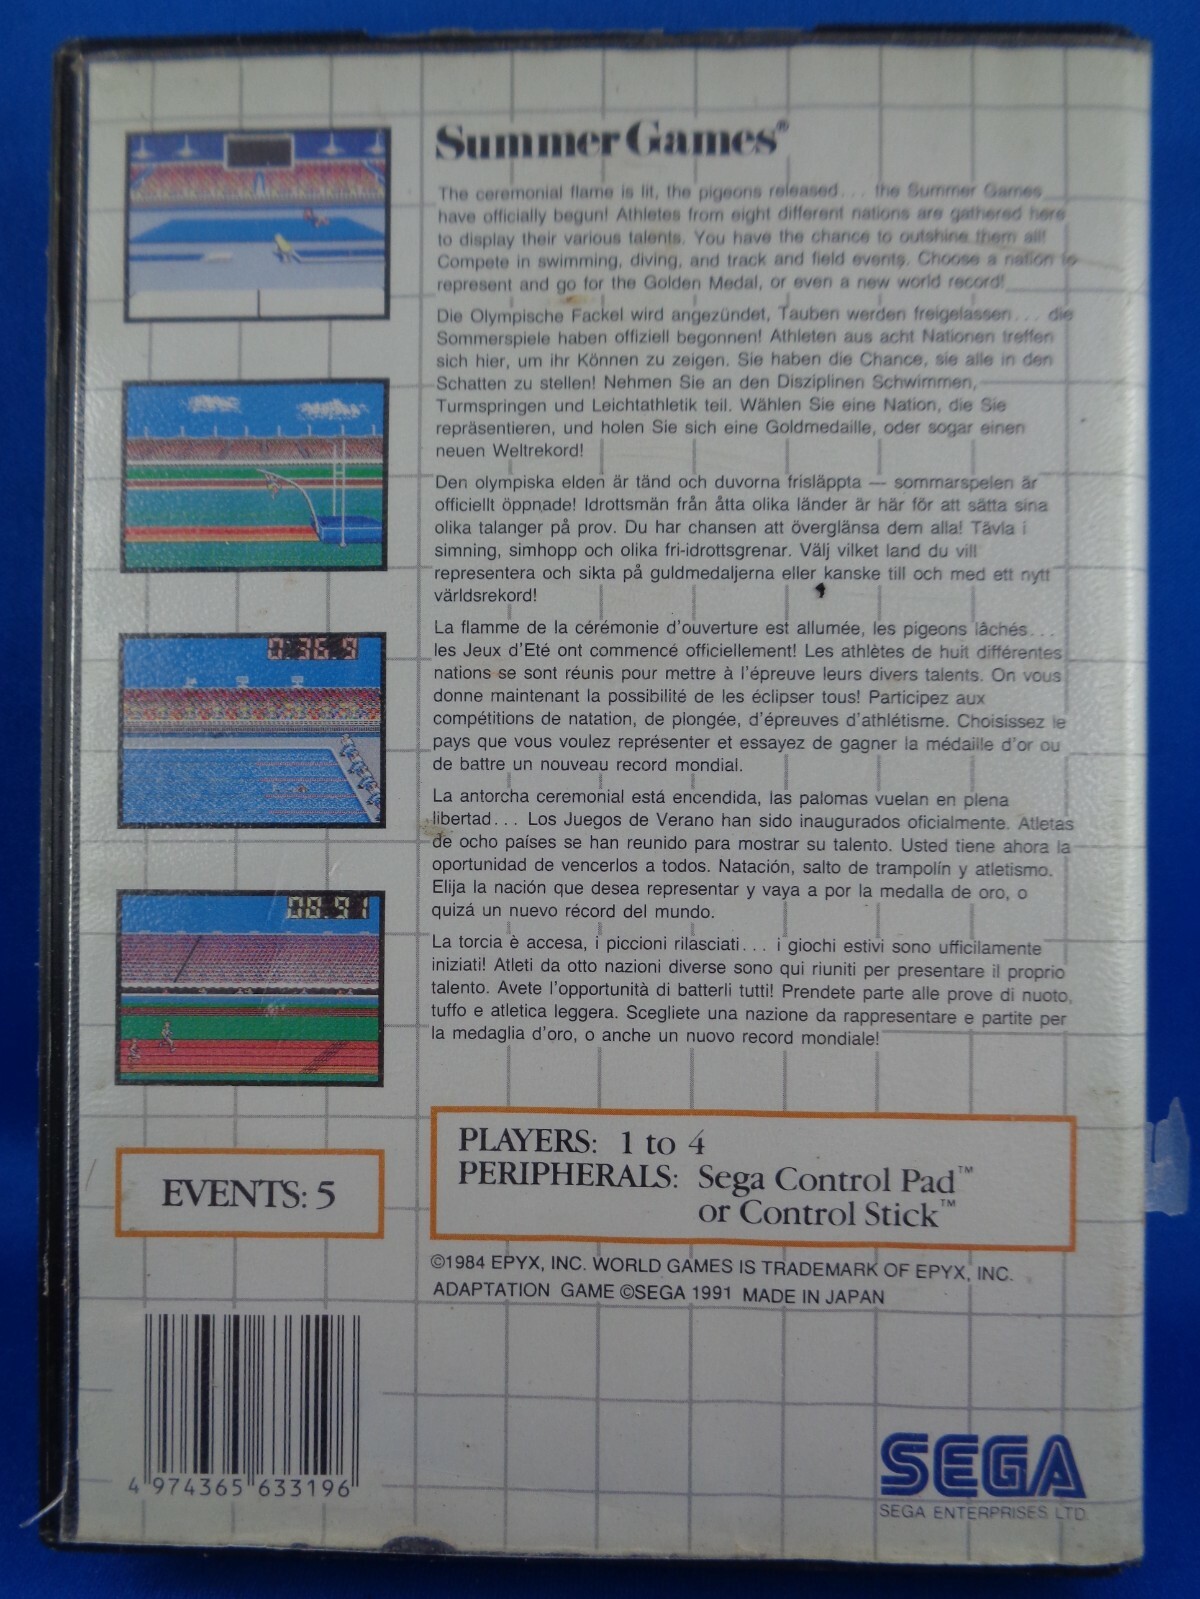 Summer Games®
The ceremonial flame is lit, the pigeons released... the Summer Games
have officially begun! Athletes from eight different nations are gathered here
to display their various talents. You have the chance to outshine them all!
Compete in swimming, diving, and track and field events. Choose a nation to
represent and go for the Golden Medal, or even a new world record!
Die Olympische Fackel wird angezündet, Tauben werden freigelassen... die
Sommerspiele haben offiziell begonnen! Athleten aus acht Nationen treffen
sich hier, um ihr Können zu zeigen. Sie haben die Chance, sie alle in den
Schatten zu stellen! Nehmen Sie an den Disziplinen Schwimmen,
Turmspringen und Leichtathletik teil. Wählen Sie eine Nation, die Sie
repräsentieren, und holen Sie sich eine Goldmedaille, oder sogar einen
neuen Weltrekord!
Den olympiska elden är tänd och duvorna frisläppta — sommarspelen är
officiellt öppnade! Idrottsmän från åtta olika länder är här för att sätta sina
olika talanger på prov. Du har chansen att överglänsa dem alla! Tävla i
simning, simhopp och olika fri-idrottsgrenar. Välj vilket land du vill
representera och sikta på guldmedaljerna eller kanske till och med ett nytt
världsrekord!
La flamme de la cérémonie d'ouverture est allumée, les pigeons lâchés...
les Jeux d'Eté ont commencé officiellement! Les athlètes de huit différentes
nations se sont réunis pour mettre à l'épreuve leurs divers talents. On vous
donne maintenant la possibilité de les éclipser tous! Participez aux
compétitions de natation, de plongée, d'épreuves d'athlétisme. Choisissez le
pays que vous voulez représenter et essayez de gagner la médaille d'or ou
de battre un nouveau record mondial.
La antorcha ceremonial está encendida, las palomas vuelan en plena
libertad... Los Juegos de Verano han sido inaugurados oficialmente. Atletas
de ocho países se han reunido para mostrar su talento. Usted tiene ahora la
oportunidad de vencerlos a todos. Natación, salto de trampolín y atletismo.
Elija la nación que desea representar y vaya a por la medalla de oro, o
quizá un nuevo récord del mundo.
La torcia è accesa, i piccioni rilasciati... i giochi estivi sono ufficilamente
iniziati! Atleti da otto nazioni diverse sono qui riuniti per presentare il proprio
talento. Avete l'opportunità di batterli tutti! Prendete parte alle prove di nuoto,
tuffo e atletica leggera. Scegliete una nazione da rappresentare e partite per
la medaglia d'oro, o anche un nuovo record mondiale!
0:36.9
08.91
EVENTS: 5
PLAYERS: 1 to 4
PERIPHERALS: Sega Control Pad™
or Control Stick™
©1984 EPYX, INC. WORLD GAMES IS TRADEMARK OF EPYX, INC.
ADAPTATION GAME ©SEGA 1991 MADE IN JAPAN
4 974365 633196
SEGA
SEGA ENTERPRISES LTD.